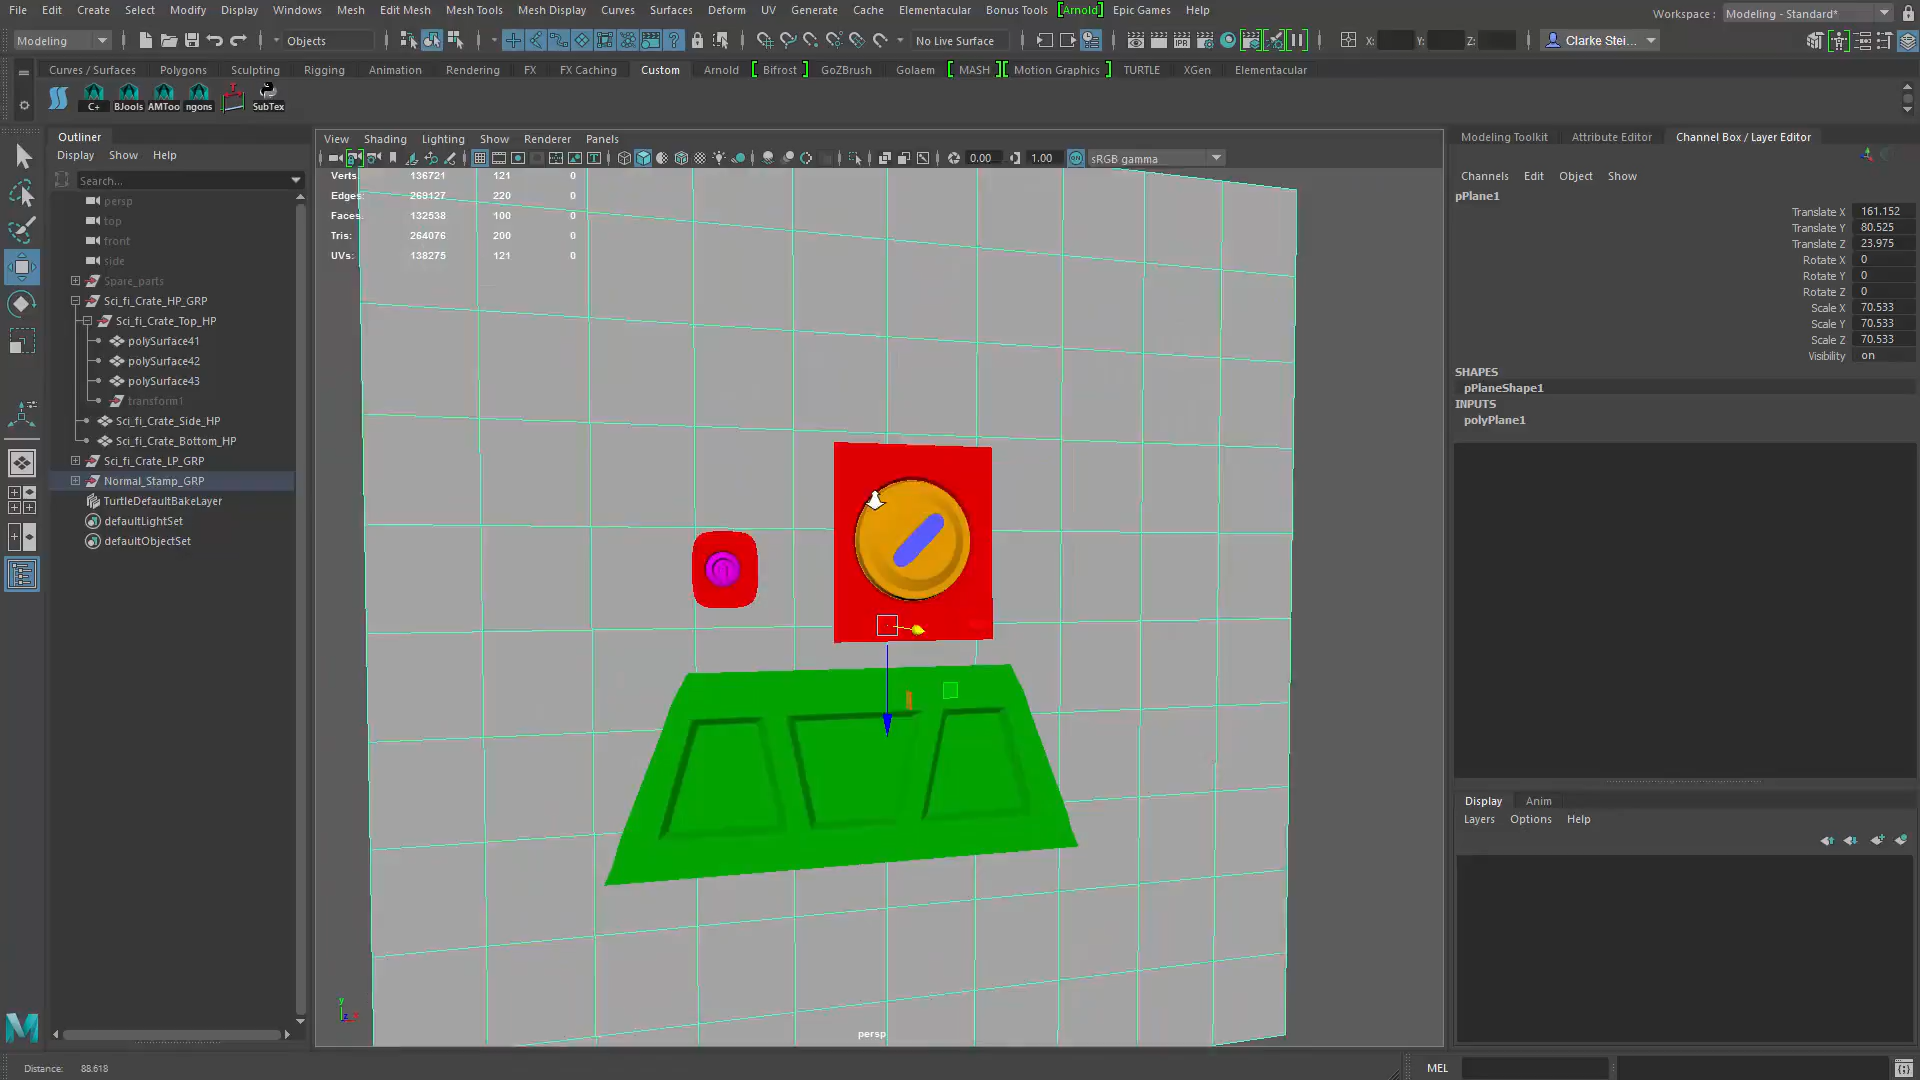 File Edit Create Select Modify Display Windows Mesh Edit Mesh Mesh Tools Mesh Display Curves Surfaces Deform UV Generate Cache Elementacular Bonus Tools [Arnold] Epic Games Help
Workspace : Modeling - Standard*
Modeling Objects No Live Surface X: Y: Z: Clarke Stei...
Curves / Surfaces Polygons Sculpting Rigging Animation Rendering FX FX Caching Custom Arnold [ Bifrost ] GoZBrush Golaem [ MASH ] [ Motion Graphics ] TURTLE XGen Elementacular
C+ BJools AMToo ngons SubTex
Outliner
Display Show Help
Search...
persp
top
front
side
Spare_parts
Sci_fi_Crate_HP_GRP
Sci_fi_Crate_Top_HP
polySurface41
polySurface42
polySurface43
transform1
Sci_fi_Crate_Side_HP
Sci_fi_Crate_Bottom_HP
Sci_fi_Crate_LP_GRP
Normal_Stamp_GRP
TurtleDefaultBakeLayer
defaultLightSet
defaultObjectSet
View Shading Lighting Show Renderer Panels
0.00 1.00 sRGB gamma
Verts: 136721 121 0
Edges: 269127 220 0
Faces: 132538 100 0
Tris: 264076 200 0
UVs: 138275 121 0
persp
Modeling Toolkit Attribute Editor Channel Box / Layer Editor
Channels Edit Object Show
pPlane1
Translate X 161.152
Translate Y 80.525
Translate Z 23.975
Rotate X 0
Rotate Y 0
Rotate Z 0
Scale X 70.533
Scale Y 70.533
Scale Z 70.533
Visibility on
SHAPES
pPlaneShape1
INPUTS
polyPlane1
Display Anim
Layers Options Help
Distance: 88.618
MEL